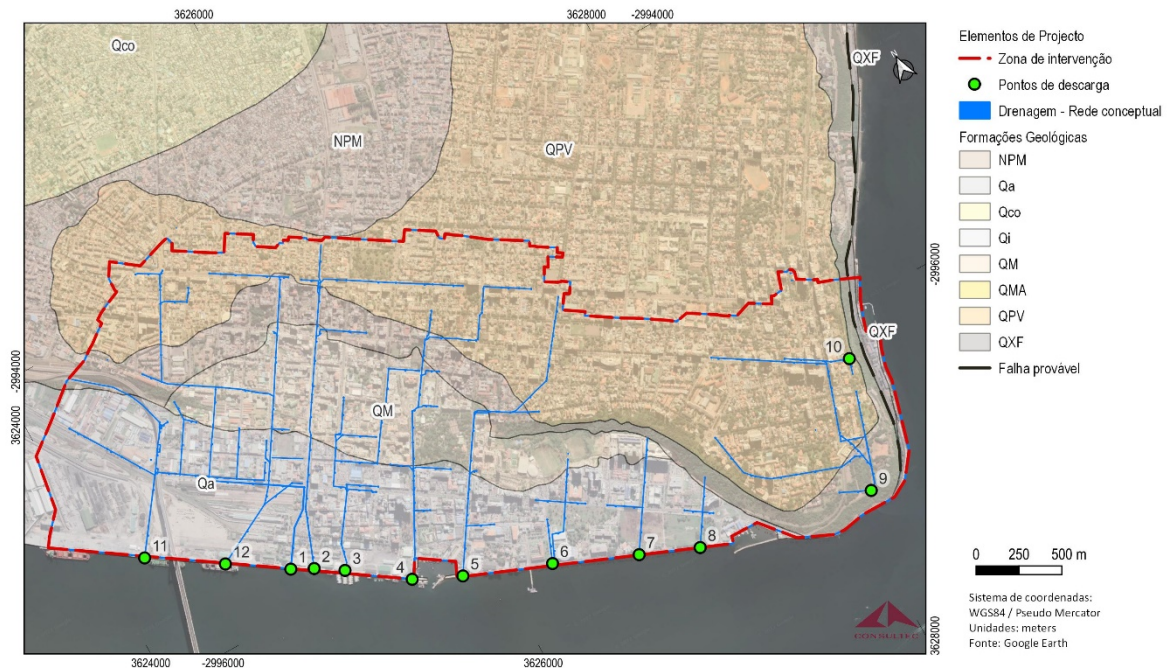 3626000
3628000
-2994000
Qco
QXF
NPM
QPV
-2996000
QXF
10
-2994000
3624000
QM
Qa
9
11
12
1
2
3
4
5
6
7
8
CONSULTEC
3628000
3624000
-2996000
3626000
N
Elementos de Projecto
Zona de intervenção
Pontos de descarga
Drenagem - Rede conceptual
Formações Geológicas
NPM
Qa
Qco
Qi
QM
QMA
QPV
QXF
Falha provável
0 250 500 m
Sistema de coordenadas:
WGS84 / Pseudo Mercator
Unidades: meters
Fonte: Google Earth